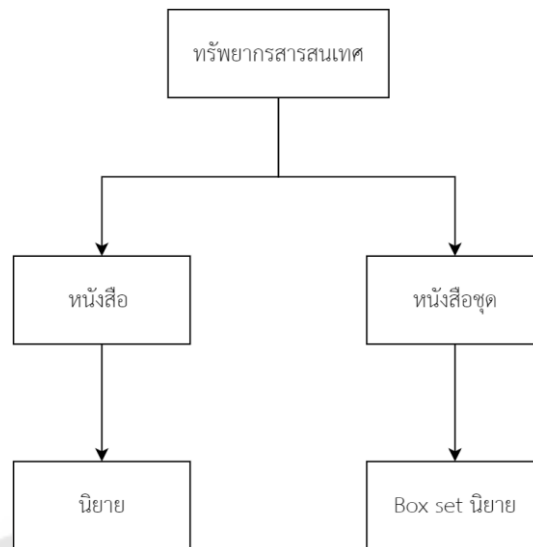 ทรัพยากรสารสนเทศ
หนังสือ
หนังสือชุด
นิยาย
Box set นิยาย